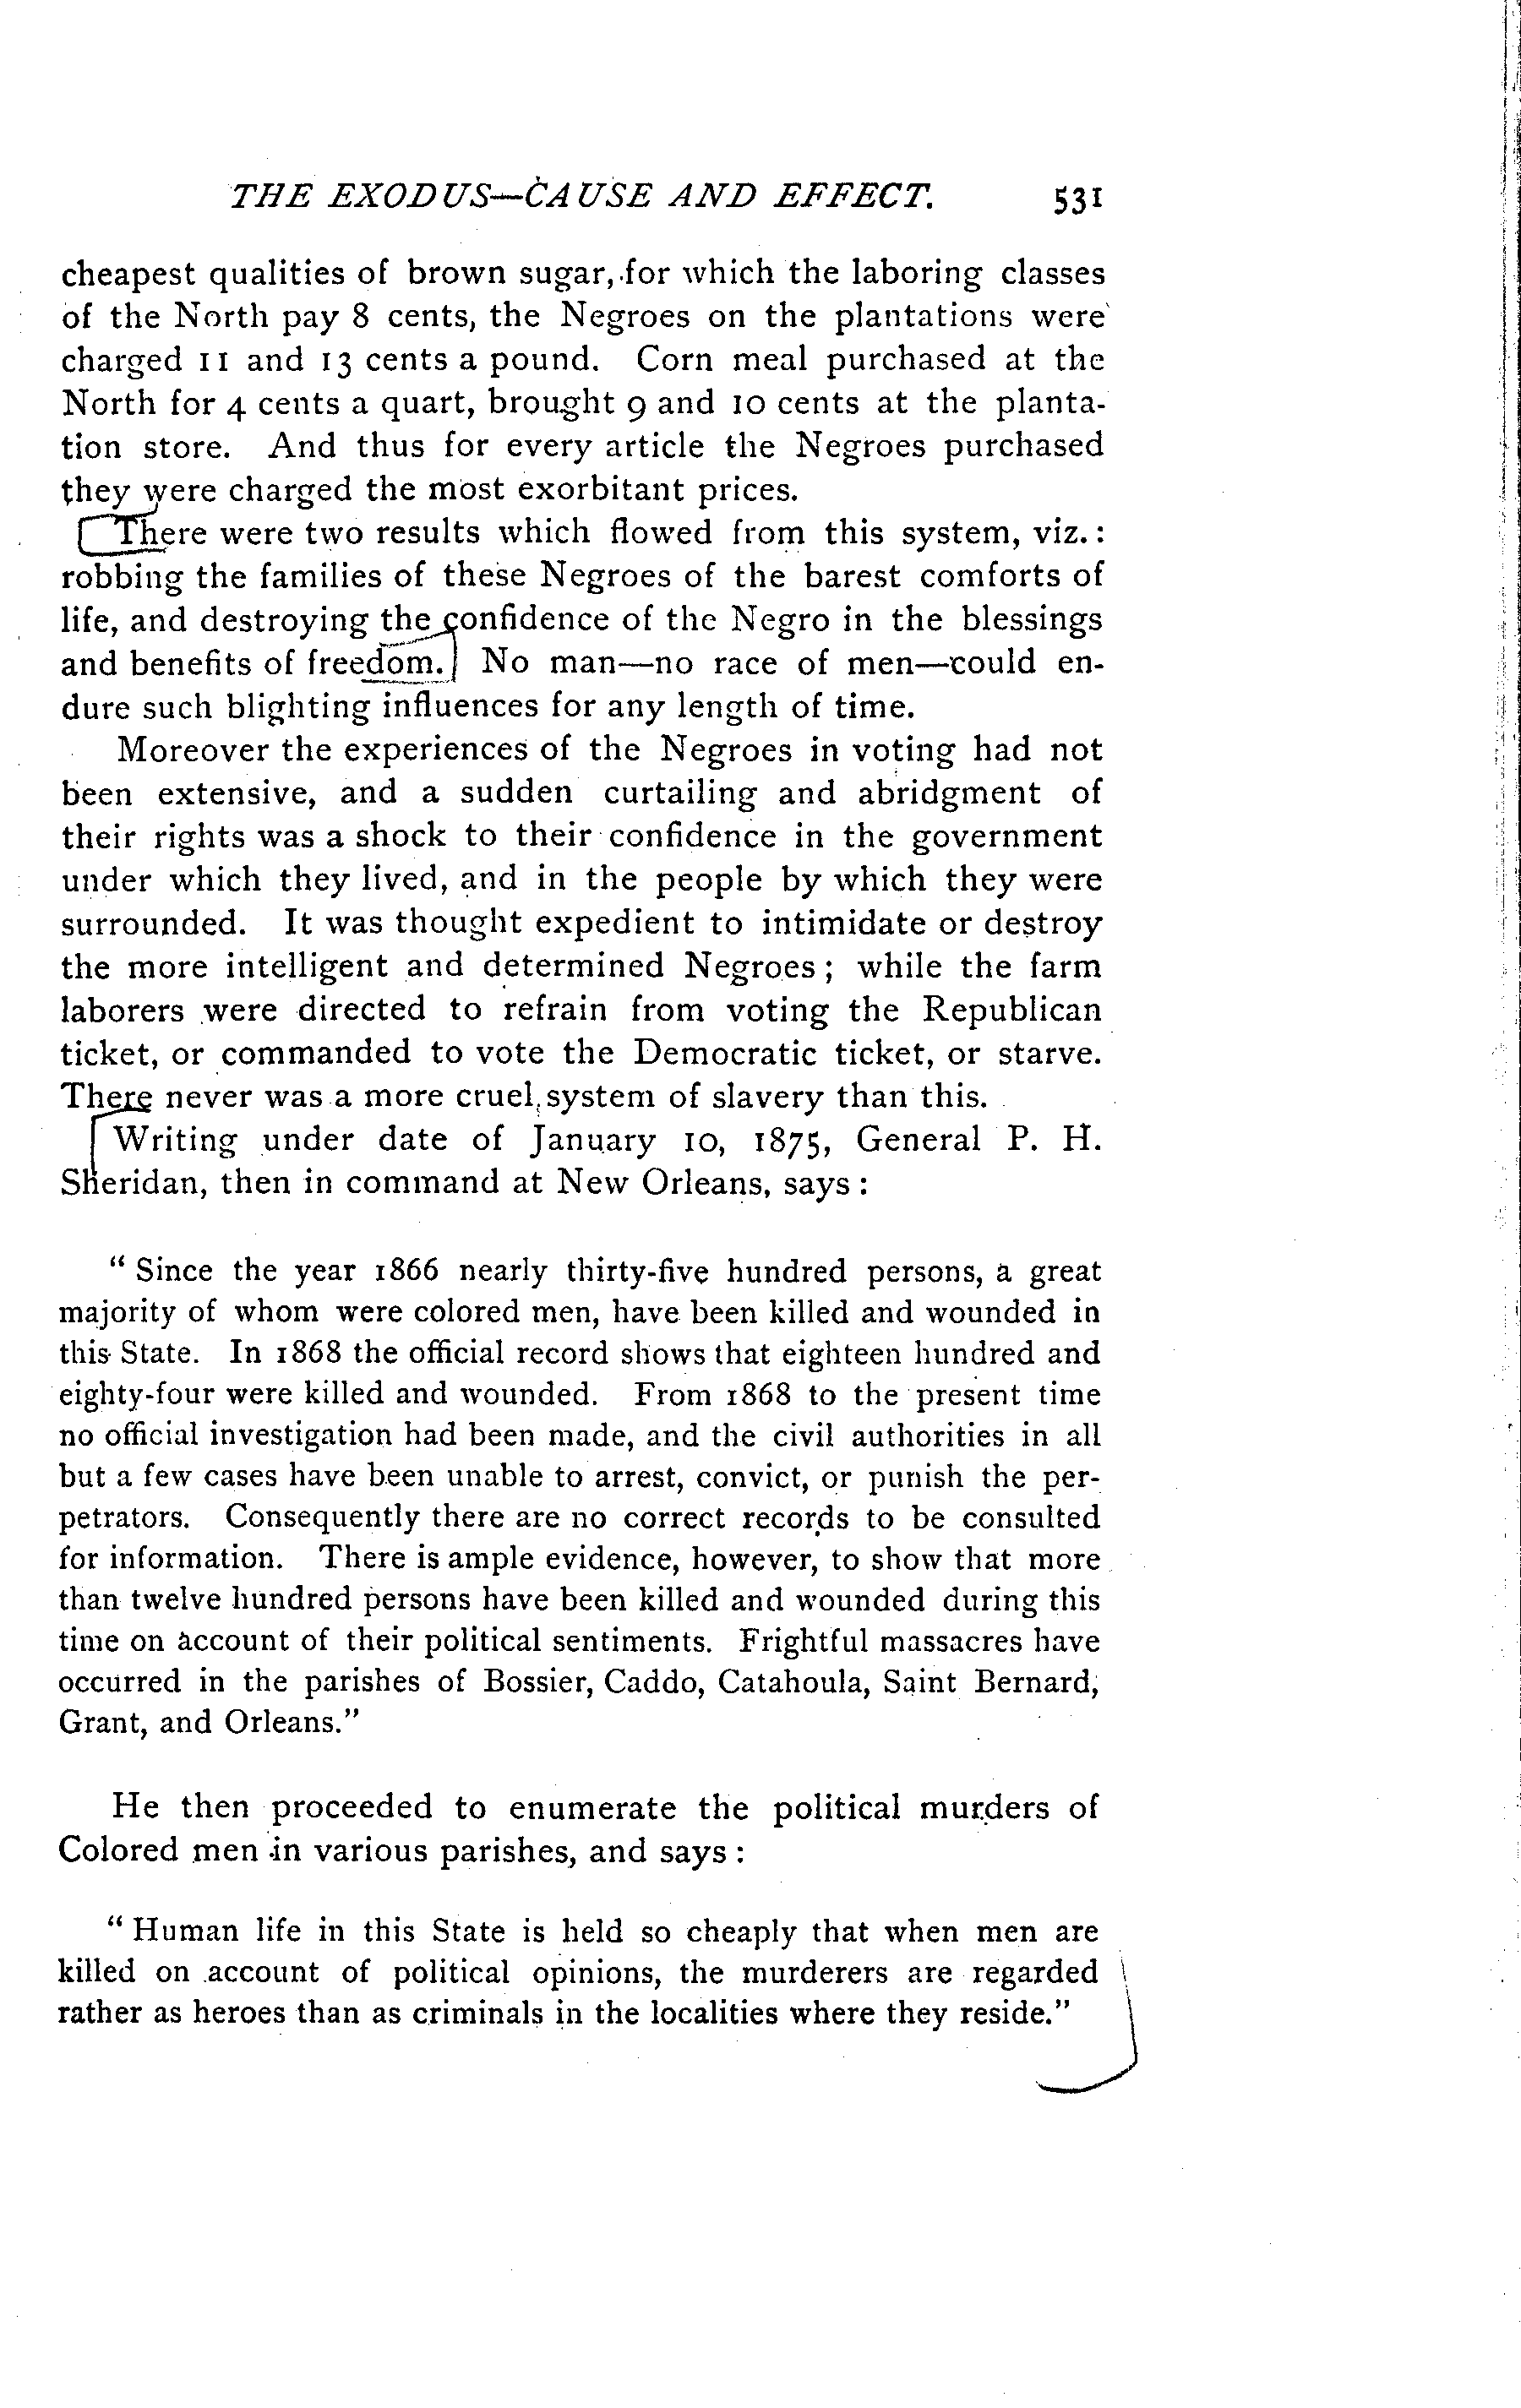 THE EXODUS—CAUSE AND EFFECT. 531
cheapest qualities of brown sugar, for which the laboring classes
of the North pay 8 cents, the Negroes on the plantations were
charged 11 and 13 cents a pound. Corn meal purchased at the
North for 4 cents a quart, brought 9 and 10 cents at the planta-
tion store. And thus for every article the Negroes purchased
they were charged the most exorbitant prices.
There were two results which flowed from this system, viz.:
robbing the families of these Negroes of the barest comforts of
life, and destroying the confidence of the Negro in the blessings
and benefits of freedom. No man—no race of men—could en-
dure such blighting influences for any length of time.
Moreover the experiences of the Negroes in voting had not
been extensive, and a sudden curtailing and abridgment of
their rights was a shock to their confidence in the government
under which they lived, and in the people by which they were
surrounded. It was thought expedient to intimidate or destroy
the more intelligent and determined Negroes; while the farm
laborers were directed to refrain from voting the Republican
ticket, or commanded to vote the Democratic ticket, or starve.
There never was a more cruel system of slavery than this.
Writing under date of January 10, 1875, General P. H.
Sheridan, then in command at New Orleans, says:
"Since the year 1866 nearly thirty-five hundred persons, a great
majority of whom were colored men, have been killed and wounded in
this State. In 1868 the official record shows that eighteen hundred and
eighty-four were killed and wounded. From 1868 to the present time
no official investigation had been made, and the civil authorities in all
but a few cases have been unable to arrest, convict, or punish the per-
petrators. Consequently there are no correct records to be consulted
for information. There is ample evidence, however, to show that more
than twelve hundred persons have been killed and wounded during this
time on account of their political sentiments. Frightful massacres have
occurred in the parishes of Bossier, Caddo, Catahoula, Saint Bernard,
Grant, and Orleans."
He then proceeded to enumerate the political murders of
Colored men in various parishes, and says:
"Human life in this State is held so cheaply that when men are
killed on account of political opinions, the murderers are regarded
rather as heroes than as criminals in the localities where they reside."